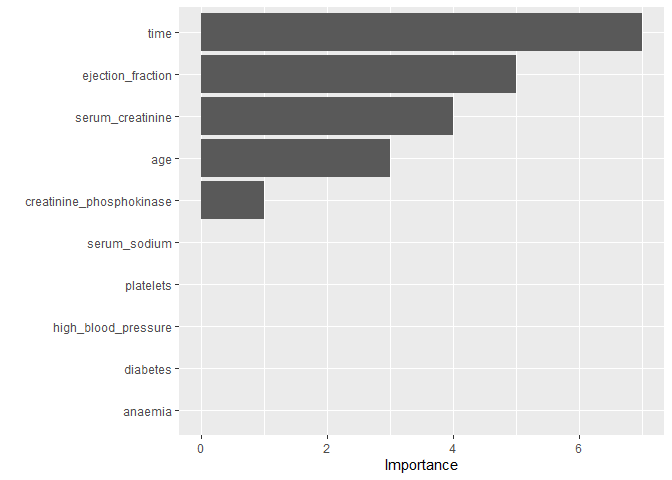 time
ejection_fraction
serum_creatinine
age
creatinine_phosphokinase
serum_sodium
platelets
high_blood_pressure
diabetes
anaemia
0 2 4 6
Importance